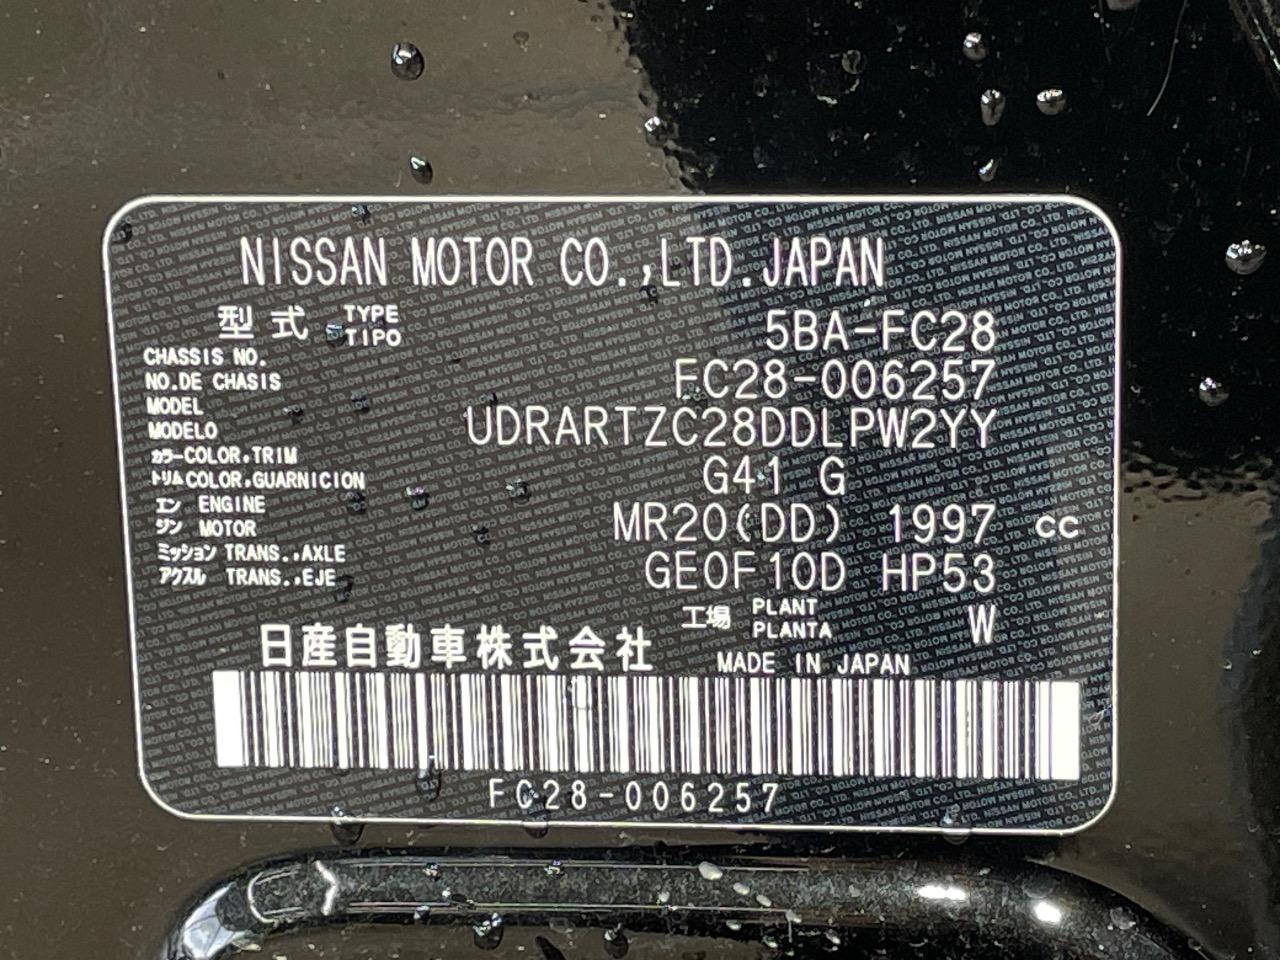 NISSAN MOTOR CO.,LTD.JAPAN
型式 TYPE TIPO 5BA-FC28
CHASSIS NO. NO.DE CHASIS FC28-006257
MODEL MODELO UDRARTZC28DDLPW2YY
カラー COLOR,TRIM
トリム COLOR,GUARNICION G41 G
エン ENGINE
ジン MOTOR MR20(DD) 1997 cc
ミッション TRANS.,AXLE
アクスル TRANS.,EJE GE0F10D HP53
工場 PLANT PLANTA W
日産自動車株式会社 MADE IN JAPAN
FC28-006257